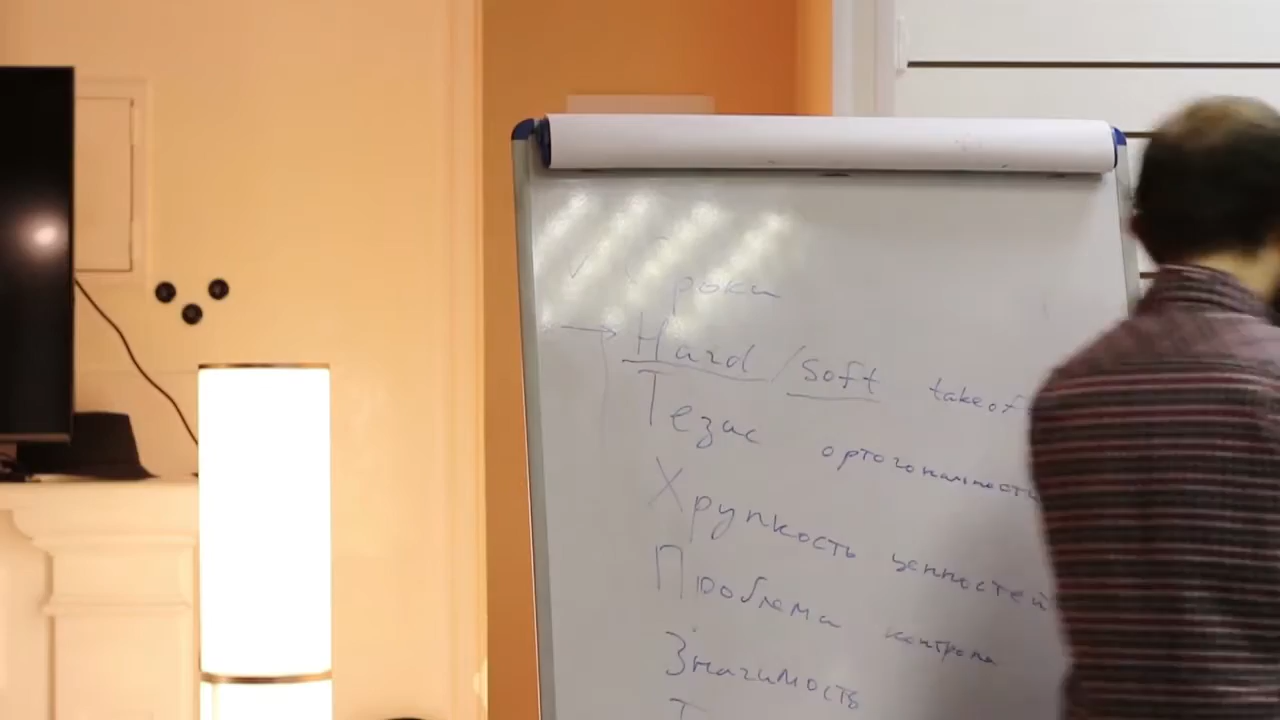 Сроки
Hard / Soft takeoff
Тезис ортогональности
Хрупкость ценностей
Проблема контроля
Значимость